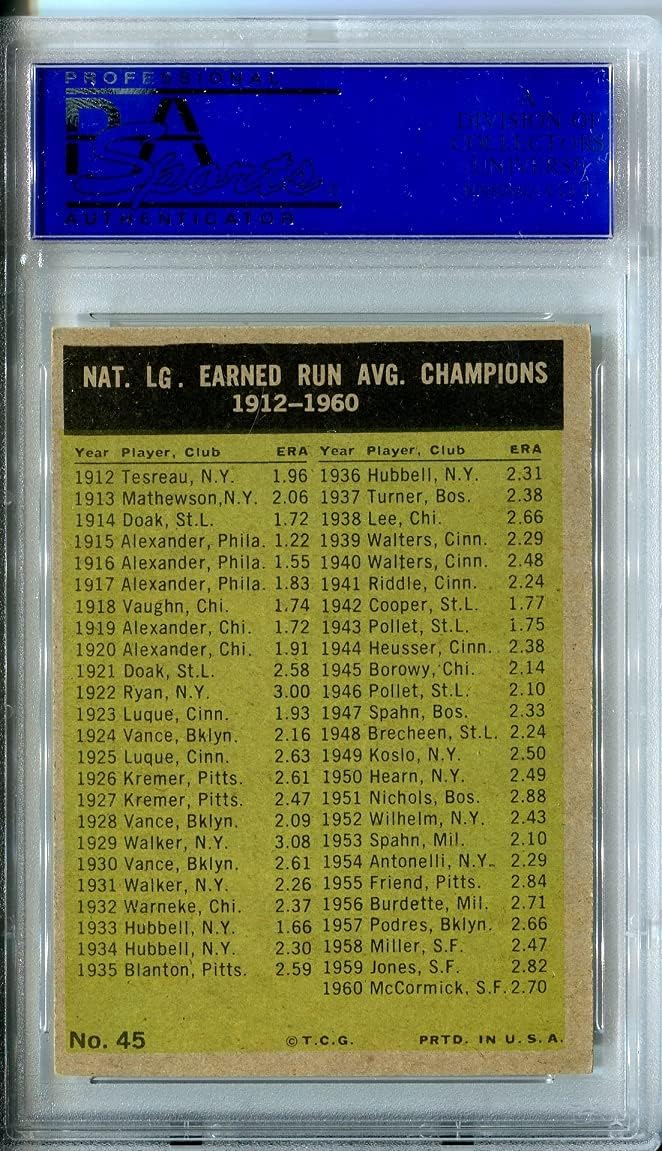 PROFESSIONAL
PSA
Sports
AUTHENTICATOR
A
DIVISION OF
COLLECTORS
UNIVERSE
NAT. LG. EARNED RUN AVG. CHAMPIONS
1912–1960
Year Player, Club ERA Year Player, Club ERA
1912 Tesreau, N.Y. 1.96 1936 Hubbell, N.Y. 2.31
1913 Mathewson, N.Y. 2.06 1937 Turner, Bos. 2.38
1914 Doak, St.L. 1.72 1938 Lee, Chi. 2.66
1915 Alexander, Phila. 1.22 1939 Walters, Cinn. 2.29
1916 Alexander, Phila. 1.55 1940 Walters, Cinn. 2.48
1917 Alexander, Phila. 1.83 1941 Riddle, Cinn. 2.24
1918 Vaughn, Chi. 1.74 1942 Cooper, St.L. 1.77
1919 Alexander, Chi. 1.72 1943 Pollet, St.L. 1.75
1920 Alexander, Chi. 1.91 1944 Heusser, Cinn. 2.38
1921 Doak, St.L. 2.58 1945 Borowy, Chi. 2.14
1922 Ryan, N.Y. 3.00 1946 Pollet, St.L. 2.10
1923 Luque, Cinn. 1.93 1947 Spahn, Bos. 2.33
1924 Vance, Bklyn. 2.16 1948 Brecheen, St.L. 2.24
1925 Luque, Cinn. 2.63 1949 Koslo, N.Y. 2.50
1926 Kremer, Pitts. 2.61 1950 Hearn, N.Y. 2.49
1927 Kremer, Pitts. 2.47 1951 Nichols, Bos. 2.88
1928 Vance, Bklyn. 2.09 1952 Wilhelm, N.Y. 2.43
1929 Walker, N.Y. 3.08 1953 Spahn, Mil. 2.10
1930 Vance, Bklyn. 2.61 1954 Antonelli, N.Y. 2.29
1931 Walker, N.Y. 2.26 1955 Friend, Pitts. 2.84
1932 Warneke, Chi. 2.37 1956 Burdette, Mil. 2.71
1933 Hubbell, N.Y. 1.66 1957 Podres, Bklyn. 2.66
1934 Hubbell, N.Y. 2.30 1958 Miller, S.F. 2.47
1935 Blanton, Pitts. 2.59 1959 Jones, S.F. 2.82
1960 McCormick, S.F. 2.70
No. 45 © T.C.G. PRTD. IN U.S.A.